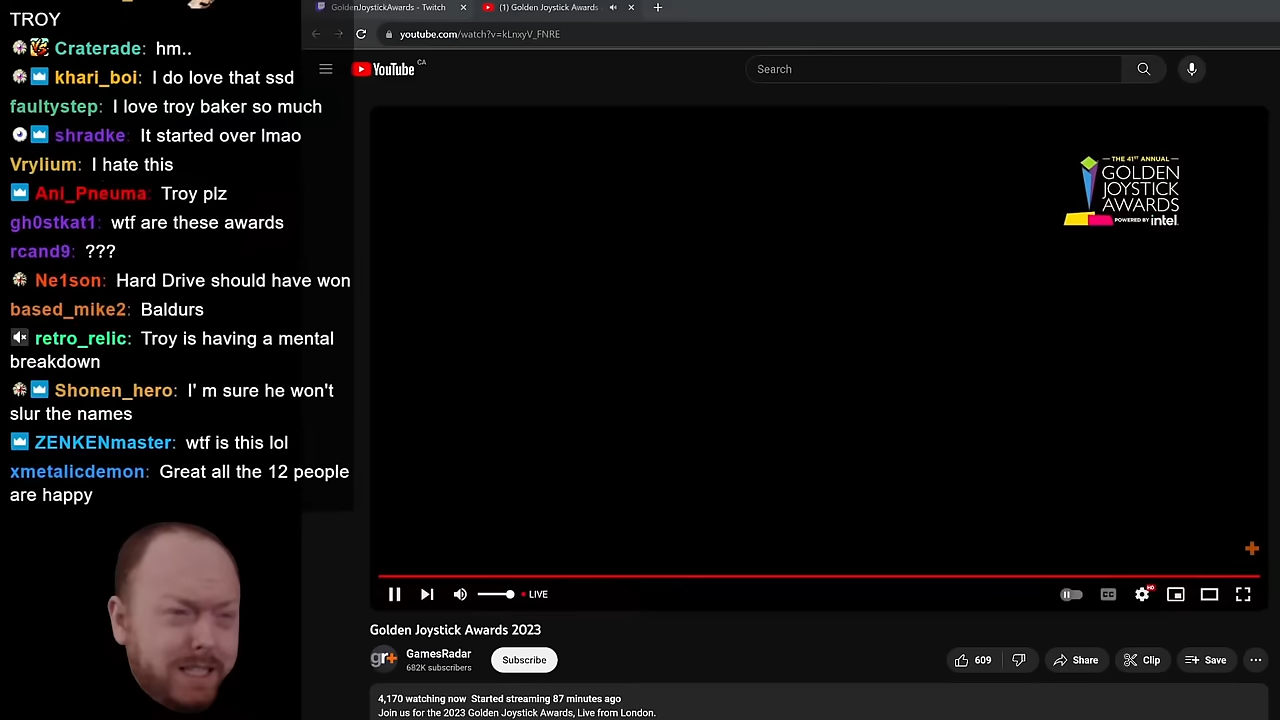 TROY
Craterade: hm..
khari_boi: I do love that ssd
faultystep: I love troy baker so much
shradke: It started over lmao
Vrylium: I hate this
Ani_Pneuma: Troy plz
gh0stkat1: wtf are these awards
rcand9: ???
Ne1son: Hard Drive should have won
based_mike2: Baldurs
retro_relic: Troy is having a mental
breakdown
Shonen_hero: I' m sure he won't
slur the names
ZENKENmaster: wtf is this lol
xmetalicdemon: Great all the 12 people
are happy
GoldenJoystickAwards - Twitch
(1) Golden Joystick Awards
youtube.com/watch?v=kLnxyV_FNRE
YouTube CA
Search
THE 41ST ANNUAL
GOLDEN
JOYSTICK
AWARDS
POWERED BY intel.
LIVE
CC
HD
Golden Joystick Awards 2023
gr+
GamesRadar
682K subscribers
Subscribe
609
Share
Clip
Save
4,170 watching now Started streaming 87 minutes ago
Join us for the 2023 Golden Joystick Awards, Live from London.